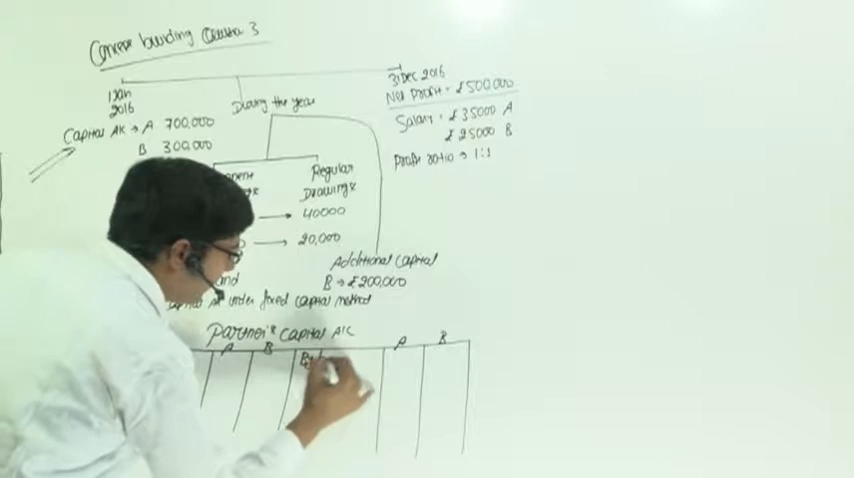 Concept building Question 3
1 Jan
2016
Capital A/c → A 700,000
B 300,000
During the year
31 Dec 2016
Net Profit = £500,000
Salary = £35000 A
£25000 B
Profit ratio → 1:1
Regular
Drawings
→ 40000
→ 20,000
Additional Capital
B → £200,000
and
A/c under fixed capital method
Partner's Capital A/C
A B A B
By